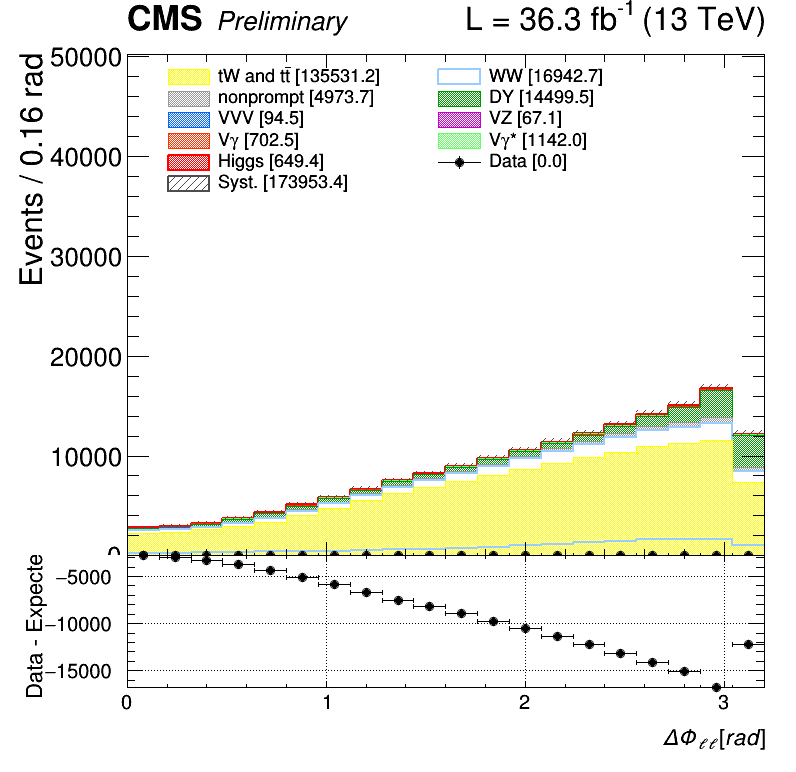 CMS Preliminary L = 36.3 fb⁻¹ (13 TeV)
Events / 0.16 rad
50000
40000
30000
20000
10000
0
tW and tt̄ [135531.2]
nonprompt [4973.7]
VVV [94.5]
Vγ [702.5]
Higgs [649.4]
Syst. [173953.4]
WW [16942.7]
DY [14499.5]
VZ [67.1]
Vγ* [1142.0]
Data [0.0]
Data - Expecte
−5000
−10000
−15000
0 1 2 3
ΔΦℓℓ[rad]